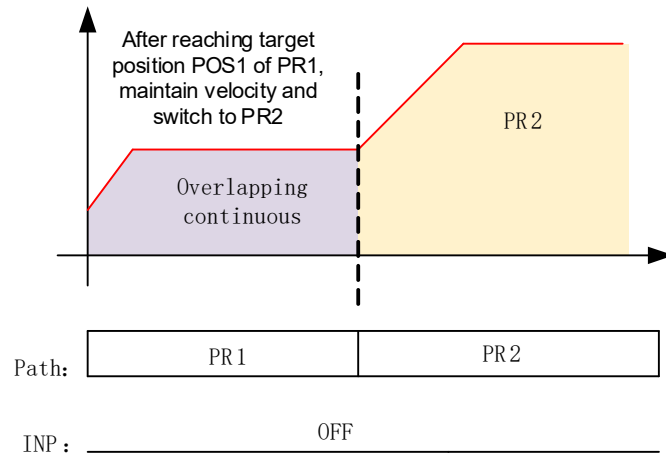 After reaching target
position POS1 of PR1,
maintain velocity and
switch to PR2
PR2
Overlapping
continuous
Path: PR1 PR2
INP: OFF